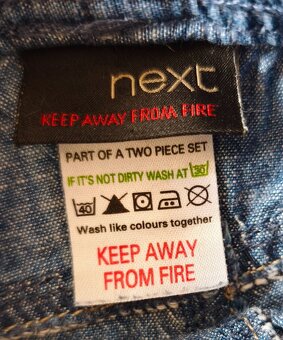 next
KEEP AWAY FROM FIRE
PART OF A TWO PIECE SET
IF IT'S NOT DIRTY WASH AT 30
40
Wash like colours together
KEEP AWAY
FROM FIRE